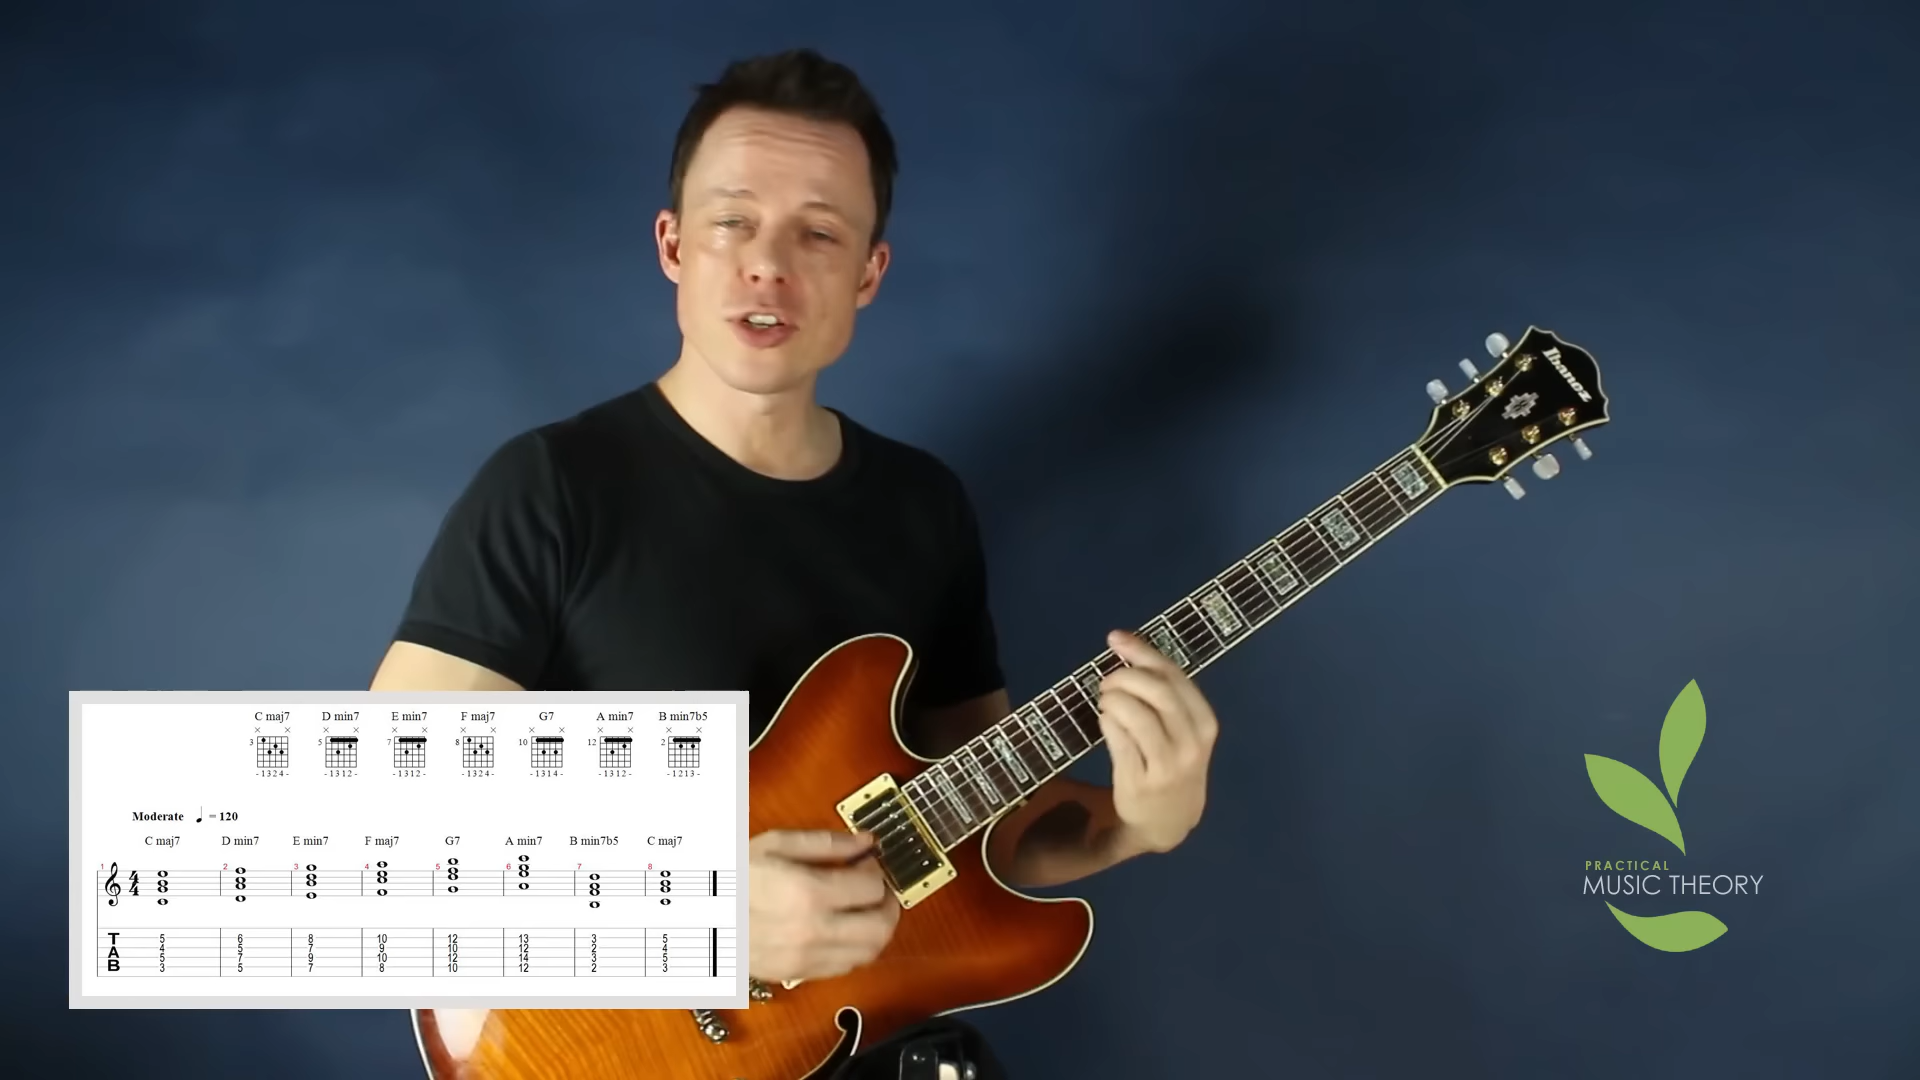 Ibanez
C maj7 D min7 E min7 F maj7 G7 A min7 B min7b5
× × × × × × × × × × × × × ×
3 5 7 8 10 12 2
-1324- -1312- -1312- -1324- -1314- -1312- -1213-
Moderate ♩ = 120
C maj7 D min7 E min7 F maj7 G7 A min7 B min7b5 C maj7
1 2 3 4 5 6 7 8
4
4
T 5 6 8 10 12 13 3 5
A 4 5 7 9 10 12 2 4
5 7 9 10 12 14 3 5
B 3 5 7 8 10 12 2 3
PRACTICAL
MUSIC THEORY